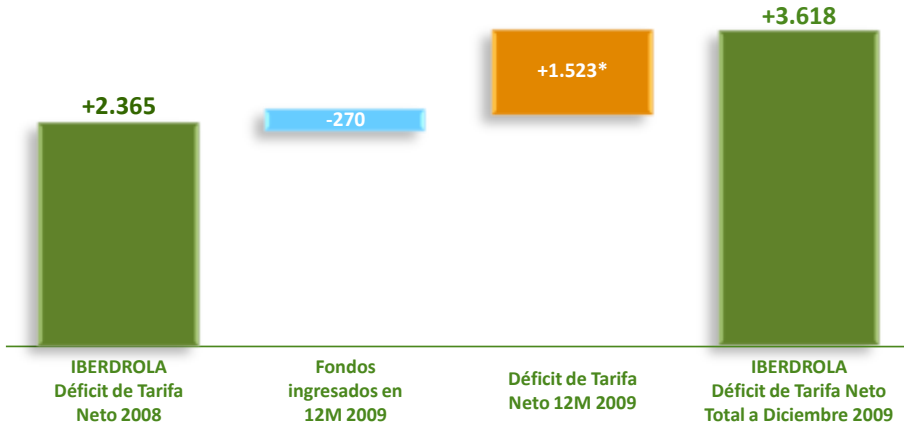 +3.618
+1.523*
+2.365
-270
IBERDROLA
Déficit de Tarifa
Neto 2008
Fondos
ingresados en
12M 2009
Déficit de Tarifa
Neto 12M 2009
IBERDROLA
Déficit de Tarifa Neto
Total a Diciembre 2009